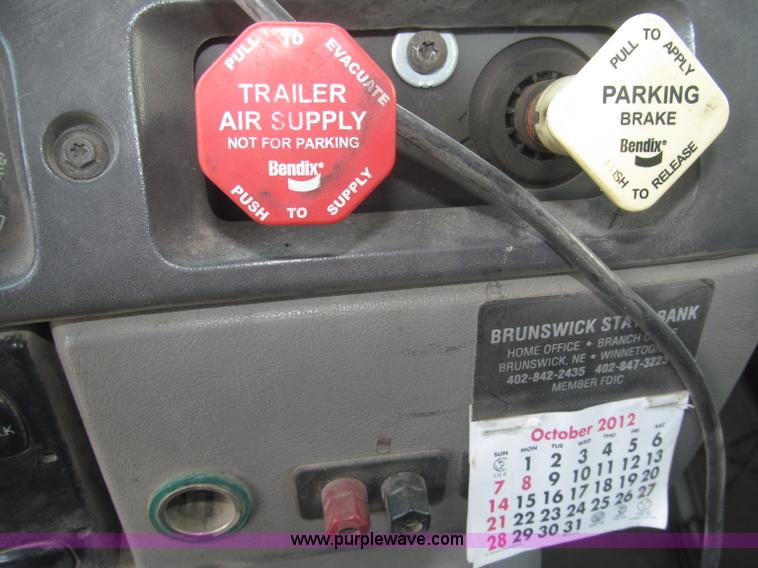 PULL TO EVACUATE
TRAILER
AIR SUPPLY
NOT FOR PARKING
Bendix®
PUSH TO SUPPLY
PULL TO APPLY
PARKING
BRAKE
Bendix
TO RELEASE
BRUNSWICK BANK
HOME OFFICE • BRANCH
BRUNSWICK, NE •
402-842-2435 402-847-3223
MEMBER FDIC
LK
October 2012
SUN MON TUE WED THU FRI SAT
1 2 3 4 5 6
7 8 9 10 11 12 13
14 15 16 17 18 19 20
21 22 23 24 25 26 27
28 29 30 31
www.purplewave.com